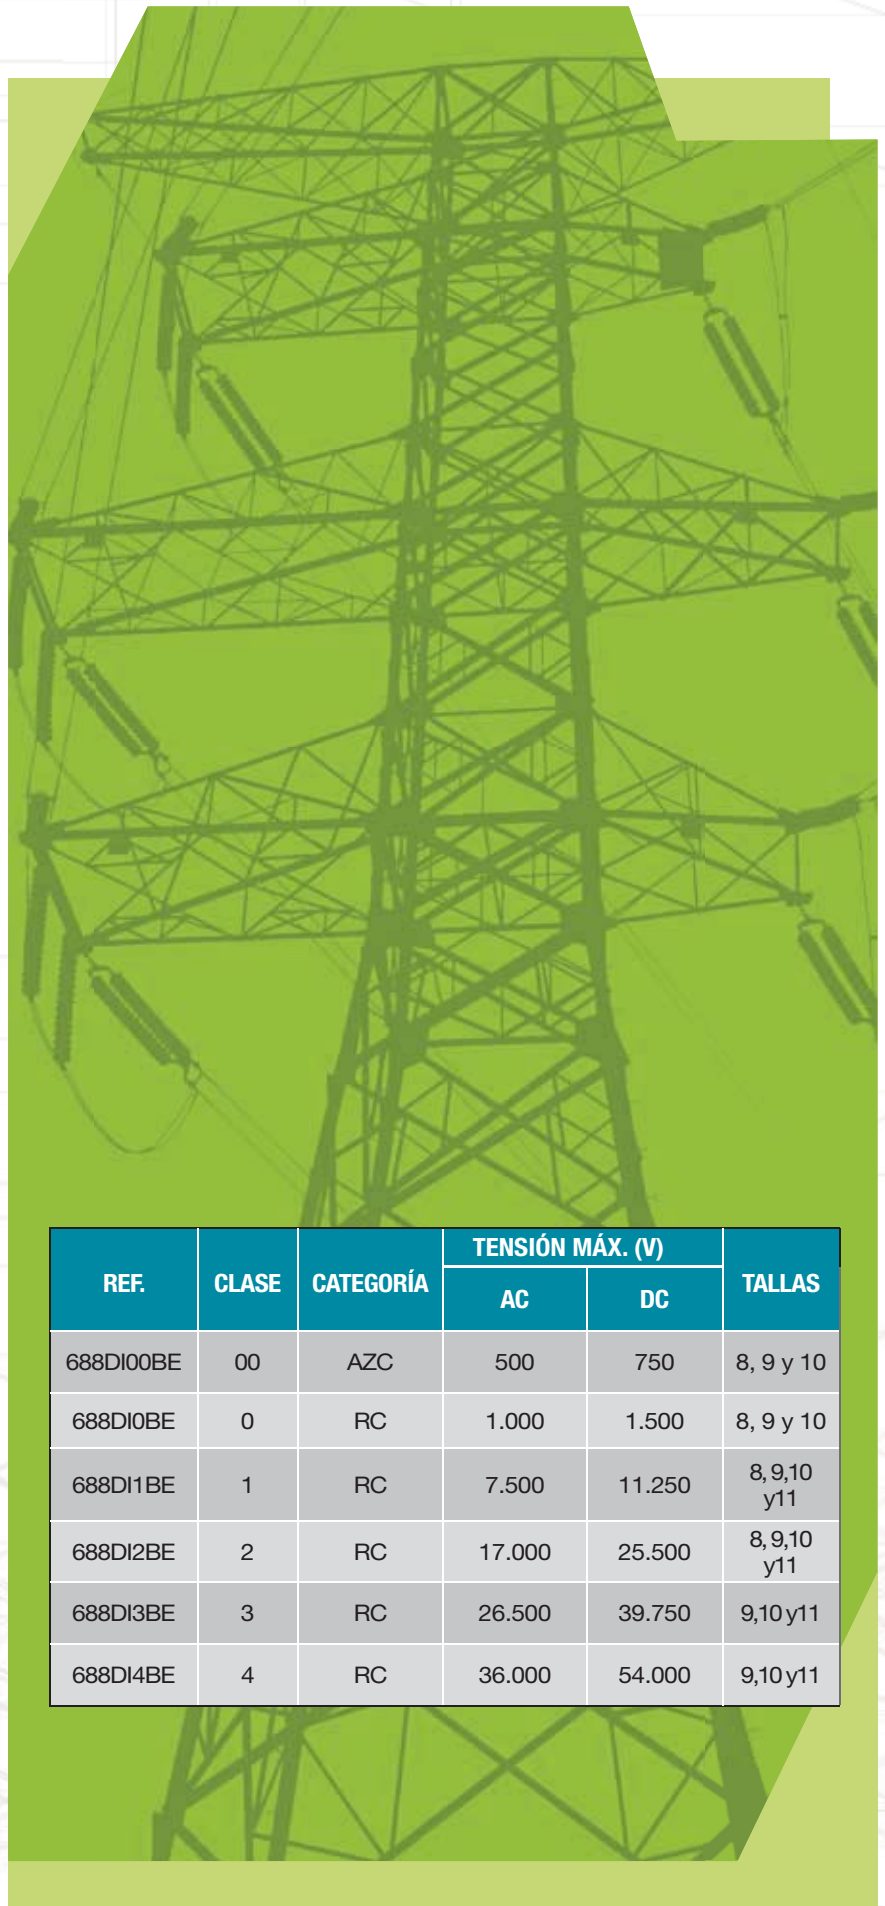 REF. CLASE CATEGORÍA TENSIÓN MÁX. (V) TALLAS
AC DC
688DI00BE 00 AZC 500 750 8, 9 y 10
688DI0BE 0 RC 1.000 1.500 8, 9 y 10
688DI1BE 1 RC 7.500 11.250 8, 9,10
y11
688DI2BE 2 RC 17.000 25.500 8, 9,10
y11
688DI3BE 3 RC 26.500 39.750 9,10 y11
688DI4BE 4 RC 36.000 54.000 9,10 y11